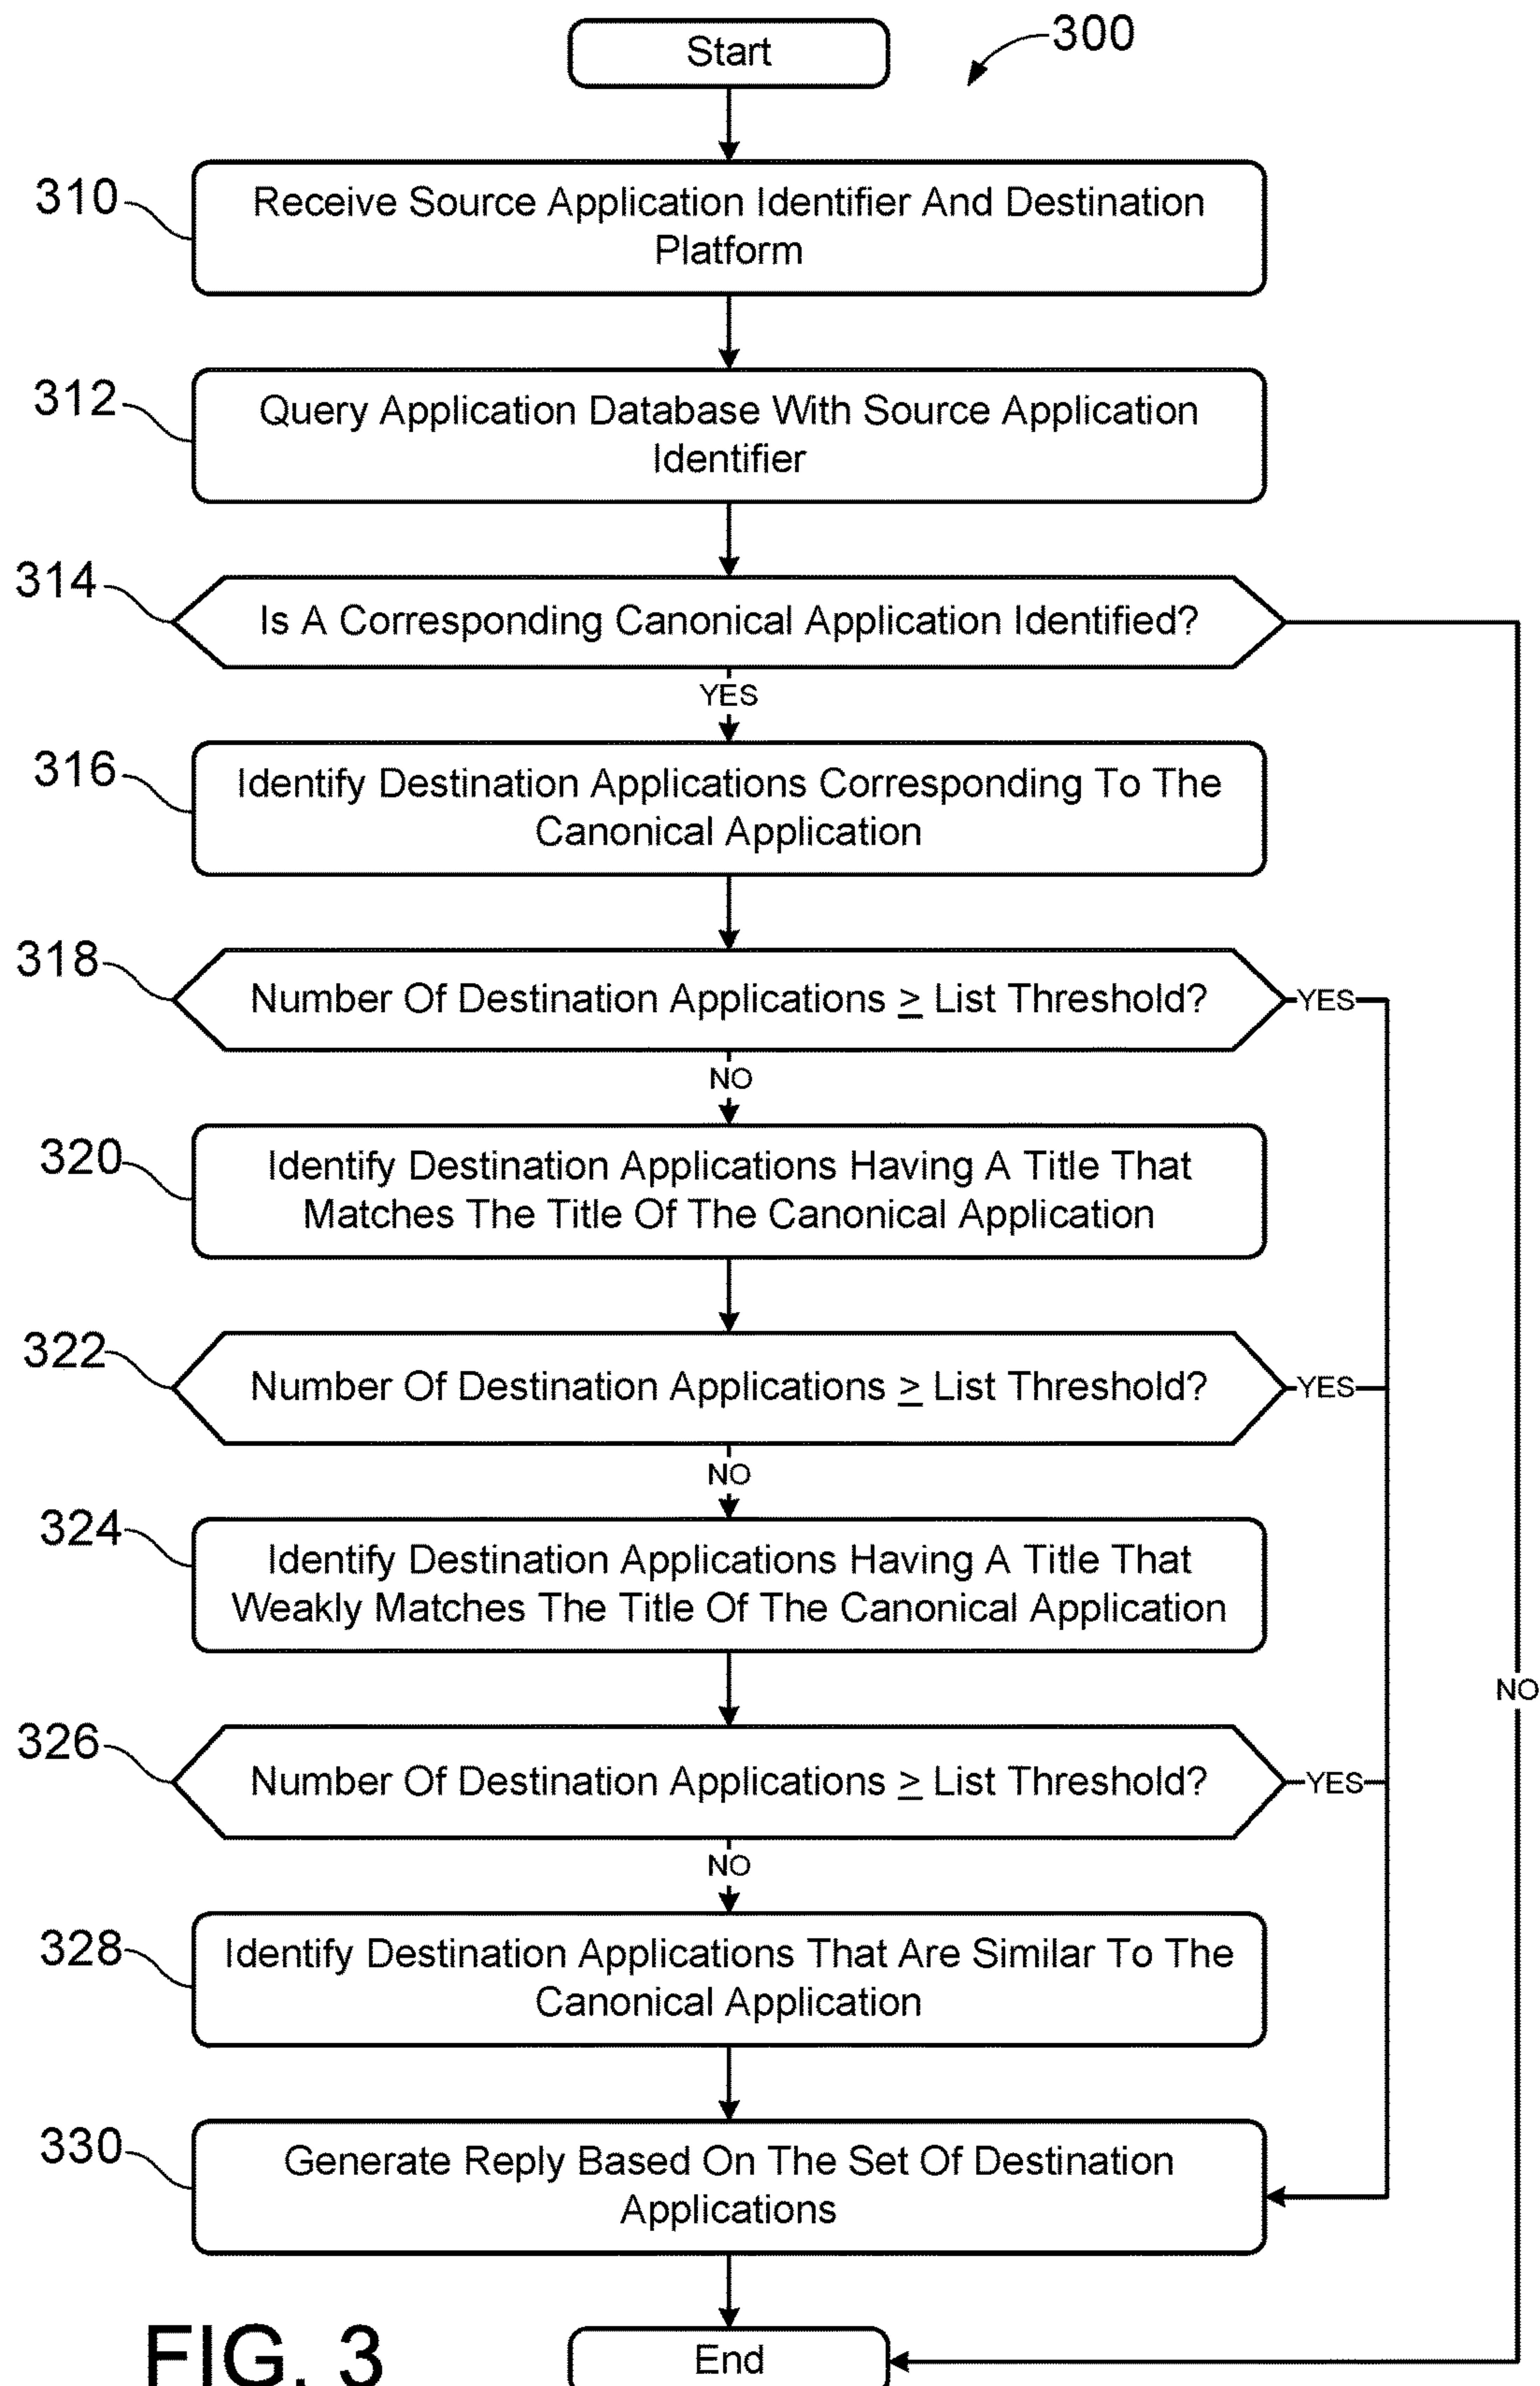 Start
300
310
Receive Source Application Identifier And Destination
Platform
312
Query Application Database With Source Application
Identifier
314
Is A Corresponding Canonical Application Identified?
YES
316
Identify Destination Applications Corresponding To The
Canonical Application
318
Number Of Destination Applications ≥ List Threshold?
YES
NO
320
Identify Destination Applications Having A Title That
Matches The Title Of The Canonical Application
322
Number Of Destination Applications ≥ List Threshold?
YES
NO
324
Identify Destination Applications Having A Title That
Weakly Matches The Title Of The Canonical Application
NO
326
Number Of Destination Applications ≥ List Threshold?
YES
NO
328
Identify Destination Applications That Are Similar To The
Canonical Application
330
Generate Reply Based On The Set Of Destination
Applications
FIG. 3
End